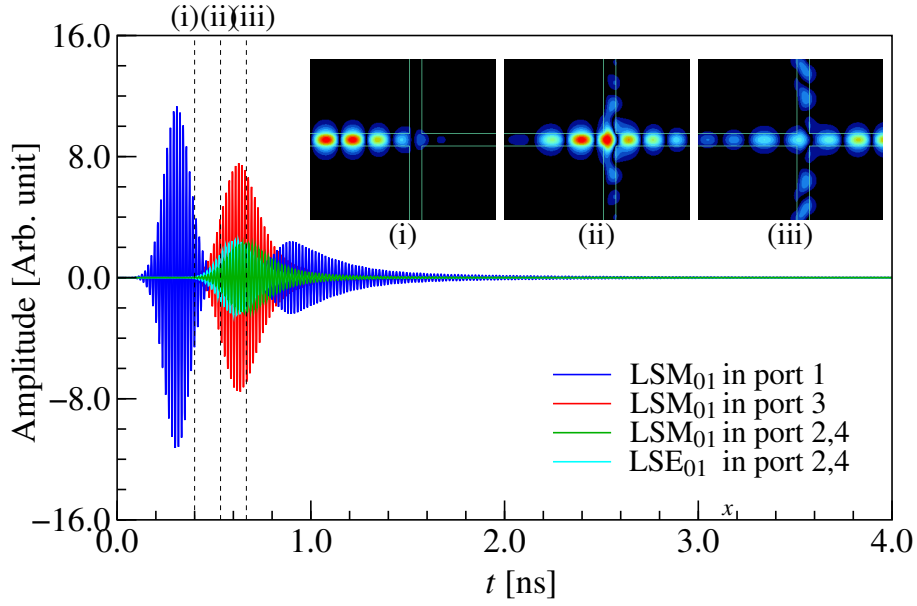 (i) (ii) (iii)
16.0
8.0
0.0
−8.0
−16.0
Amplitude [Arb. unit]
(i) (ii) (iii)
LSM₀₁ in port 1
LSM₀₁ in port 3
LSM₀₁ in port 2,4
LSE₀₁ in port 2,4
x
0.0 1.0 2.0 3.0 4.0
t [ns]